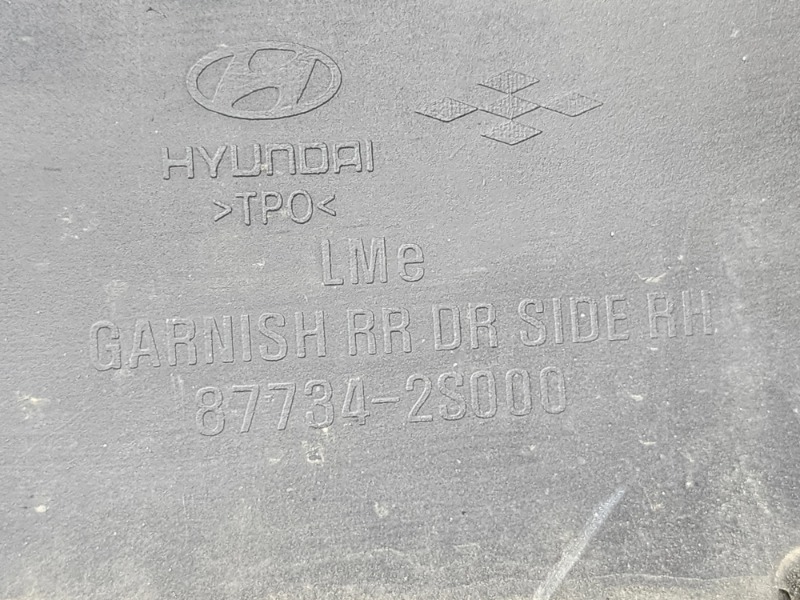 HYUNDAI
>TPO<
LMe
GARNISH RR DR SIDE RH
87734-2S000